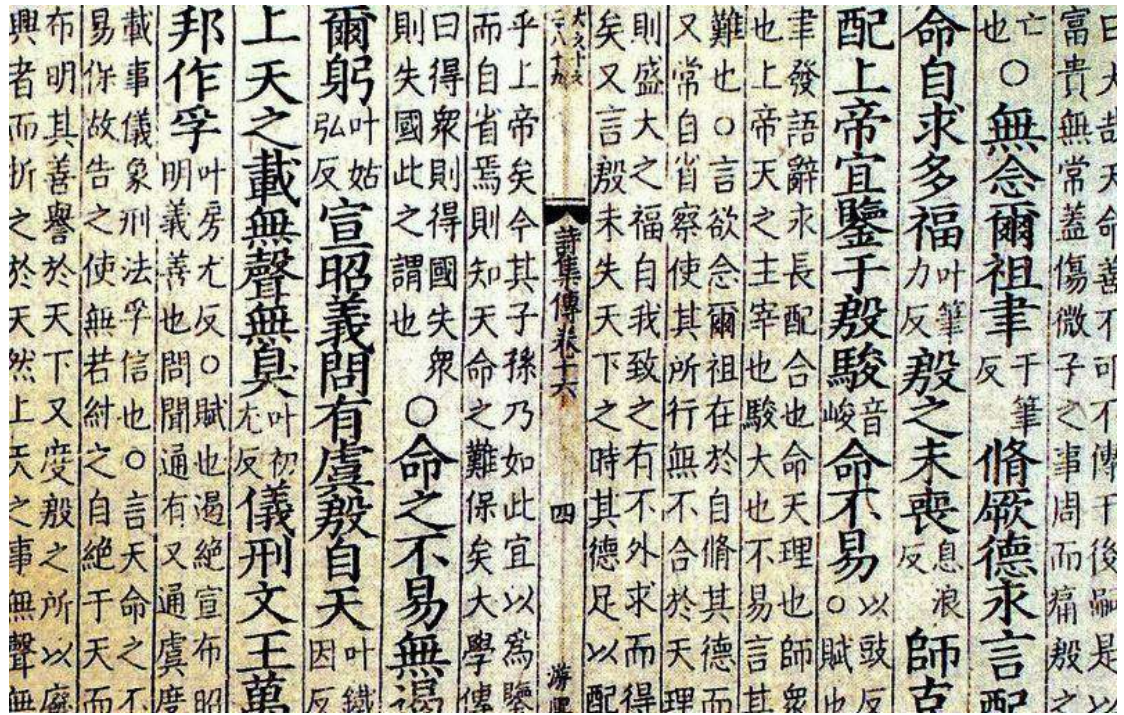 曰大哉天命善不可不傳于後嗣是以
富貴無常蓋傷微子之事周而痛殷之
亡也〇無念爾祖聿于筆反脩厥德永言配
命自求多福叶筆力反殷之未喪息浪反師克
配上帝宜鑒于殷駿音峻命不易以豉反〇賦也
聿發語辭永長配合也命天理也師衆
也上帝天之主宰也駿大也不易言其
難也〇言欲念爾祖在於自脩其德而
又常自省察使其所行無不合於天理
則盛大之福自我致之有不外求而得
矣又言殷未失天下之時其德足以配
詩集傳卷十六 四
乎上帝矣今其子孫乃如此宜以爲鑒
而自省焉則知天命之難保矣大學傳
曰得衆則得國失衆則失國此之謂也〇命之不易無遏
爾躬叶姑弘反宣昭義問有虞殷自天叶鐵因反
上天之載無聲無臭叶初尤反儀刑文王萬
邦作孚叶房尤反〇賦也遏絕宣布昭
明義善也問聞通有又通虞度
載事儀象刑法孚信也〇言天命之不
易保故告之使無若紂之自絕于天而
布明其善譽於天下又度殷之所以廢
興者而折之於天然上天之事無聲無